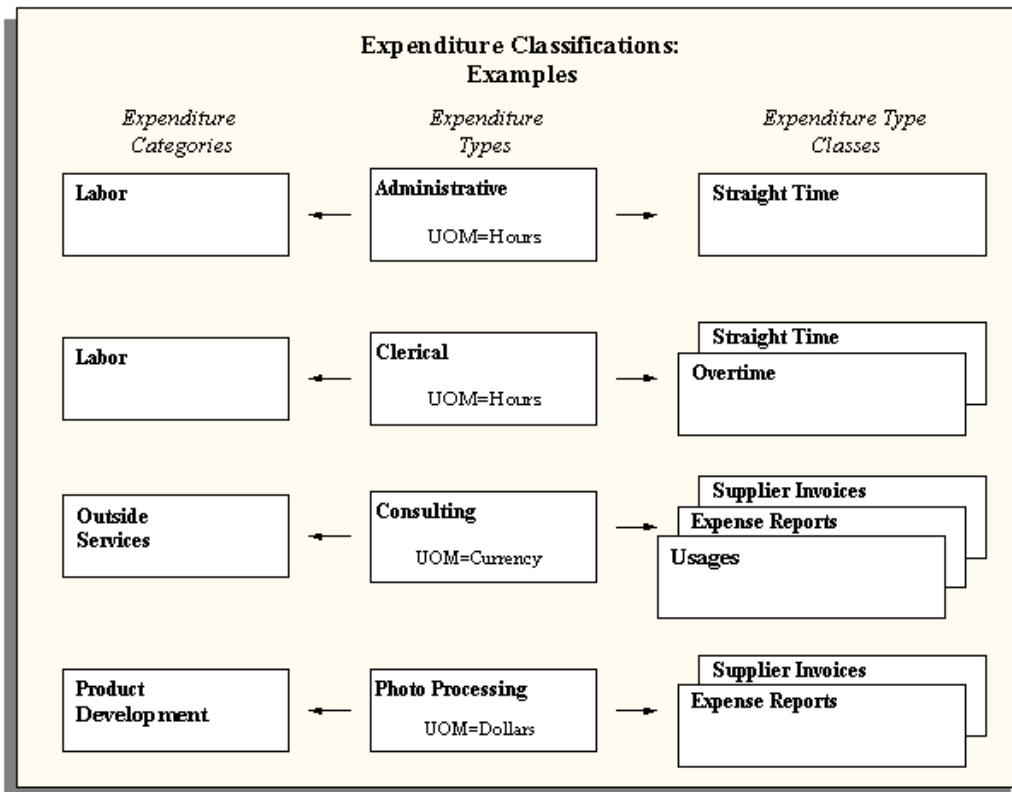 Expenditure Classifications:
Examples
Expenditure
Categories
Expenditure
Types
Expenditure Type
Classes
Labor
Administrative
UOM=Hours
Straight Time
Labor
Clerical
UOM=Hours
Straight Time
Overtime
Outside
Services
Consulting
UOM=Currency
Supplier Invoices
Expense Reports
Usages
Product
Development
Photo Processing
UOM=Dollars
Supplier Invoices
Expense Reports